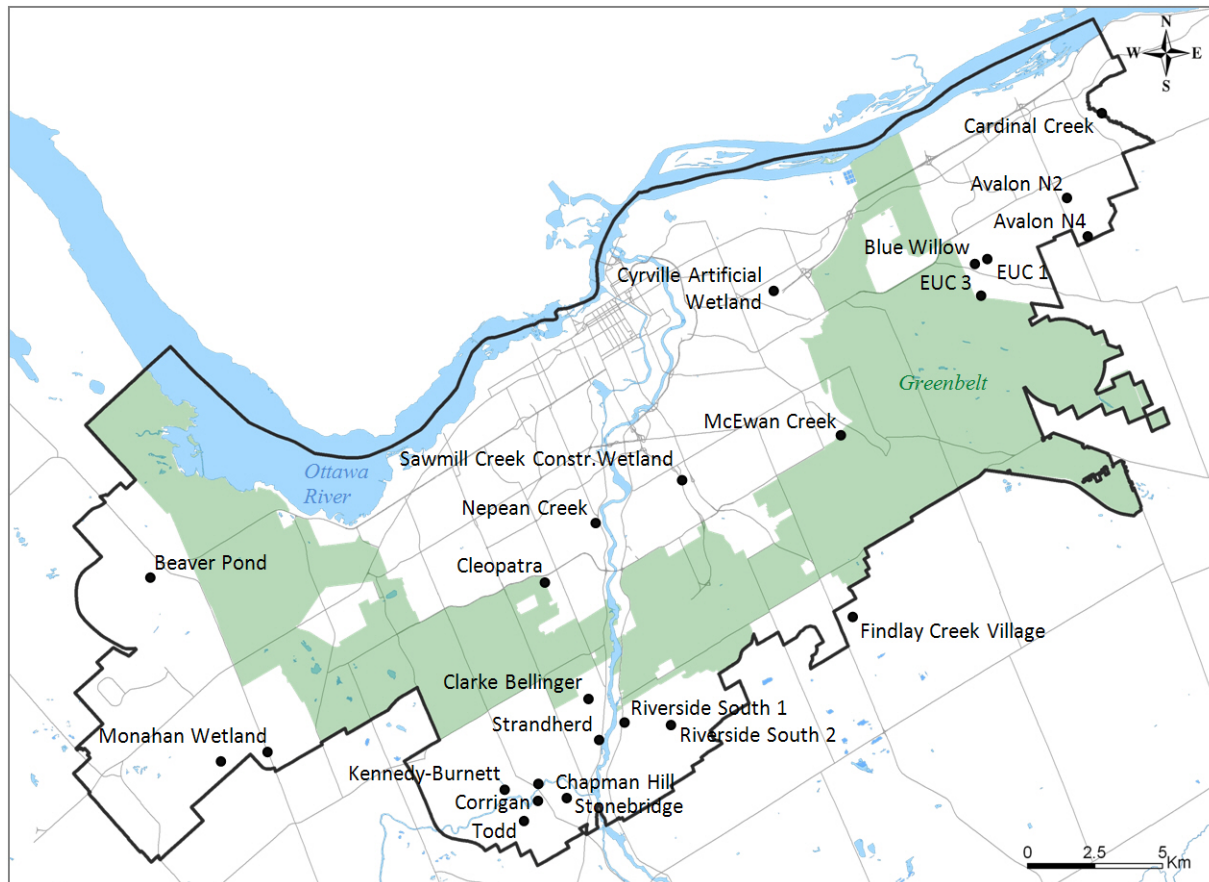 N
W E
S
Cardinal Creek
Avalon N2
Avalon N4
Blue Willow
EUC 1
EUC 3
Cyrville Artificial
Wetland
Greenbelt
McEwan Creek
Sawmill Creek Constr.Wetland
Ottawa
River
Nepean Creek
Beaver Pond
Cleopatra
Findlay Creek Village
Clarke Bellinger
Riverside South 1
Strandherd
Riverside South 2
Monahan Wetland
Kennedy-Burnett
Chapman Hill
Corrigan
Stonebridge
Todd
0 2.5 5
Km